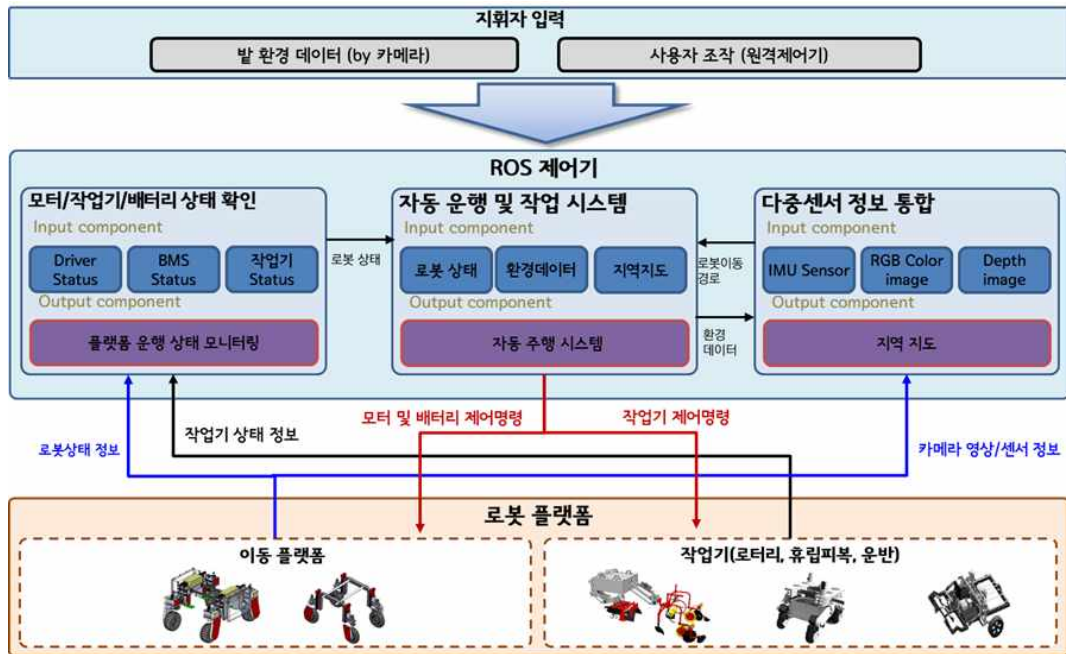 지휘자 입력
밭 환경 데이터 (by 카메라)
사용자 조작 (원격제어기)
ROS 제어기
모터/작업기/배터리 상태 확인
Input component
Driver
Status
BMS
Status
작업기
Status
Output component
플랫폼 운행 상태 모니터링
로봇 상태
자동 운행 및 작업 시스템
Input component
로봇 상태
환경데이터
지역지도
Output component
자동 주행 시스템
로봇이동
경로
환경
데이터
다중센서 정보 통합
Input component
IMU Sensor
RGB Color
image
Depth
image
Output component
지역 지도
로봇상태 정보
작업기 상태 정보
모터 및 배터리 제어명령
작업기 제어명령
카메라 영상/센서 정보
로봇 플랫폼
이동 플랫폼
작업기(로터리, 휴립피복, 운반)